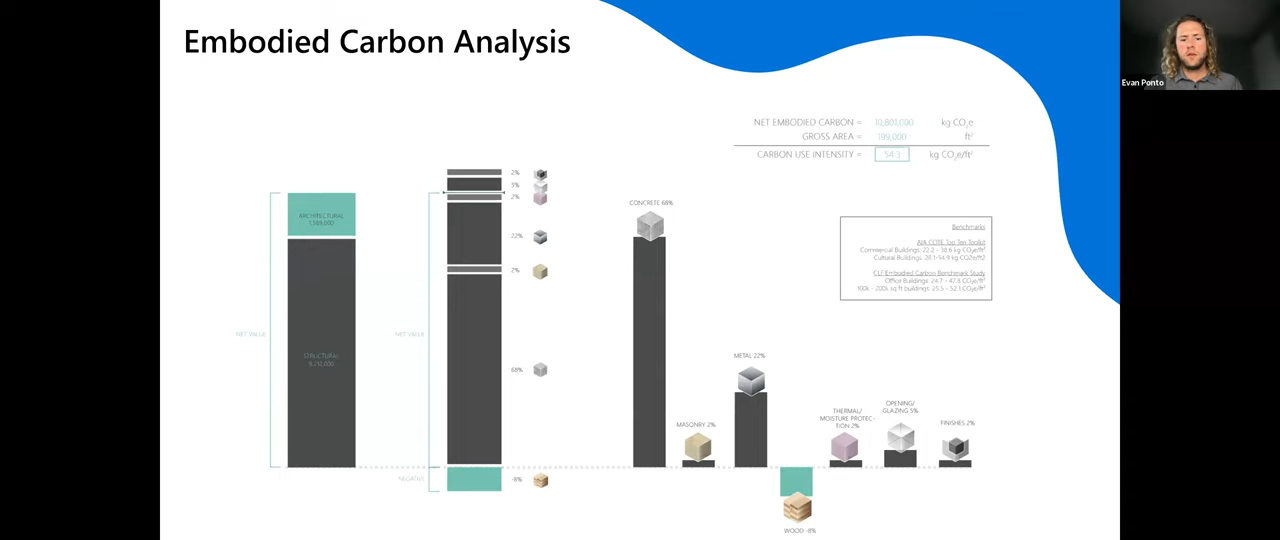 Embodied Carbon Analysis
Evan Ponto
NET EMBODIED CARBON = 10,801,000 kg CO₂e
GROSS AREA = 199,000 ft²
CARBON USE INTENSITY = 54.3 kg CO₂e/ft²
Benchmarks
AIA COTE Top Ten Toolkit
Commercial Buildings: 22.2 - 38.6 kg CO₂e/ft²
Cultural Buildings: 28.1-54.9 kg CO2e/ft2
CLF Embodied Carbon Benchmark Study
Office Buildings: 24.7 - 47.8 kg CO₂e/ft²
100k - 200k sq ft buildings: 25.5 - 52.1 kg CO₂e/ft²
ARCHITECTURAL
NET VALUE
STRUCTURAL
NET VALUE
NEGATIVE
2%
2%
22%
2%
68%
-8%
CONCRETE 68%
MASONRY 2%
METAL 22%
WOOD -8%
THERMAL/
MOISTURE PROTEC-
TION 2%
OPENING/
GLAZING 5%
FINISHES 2%